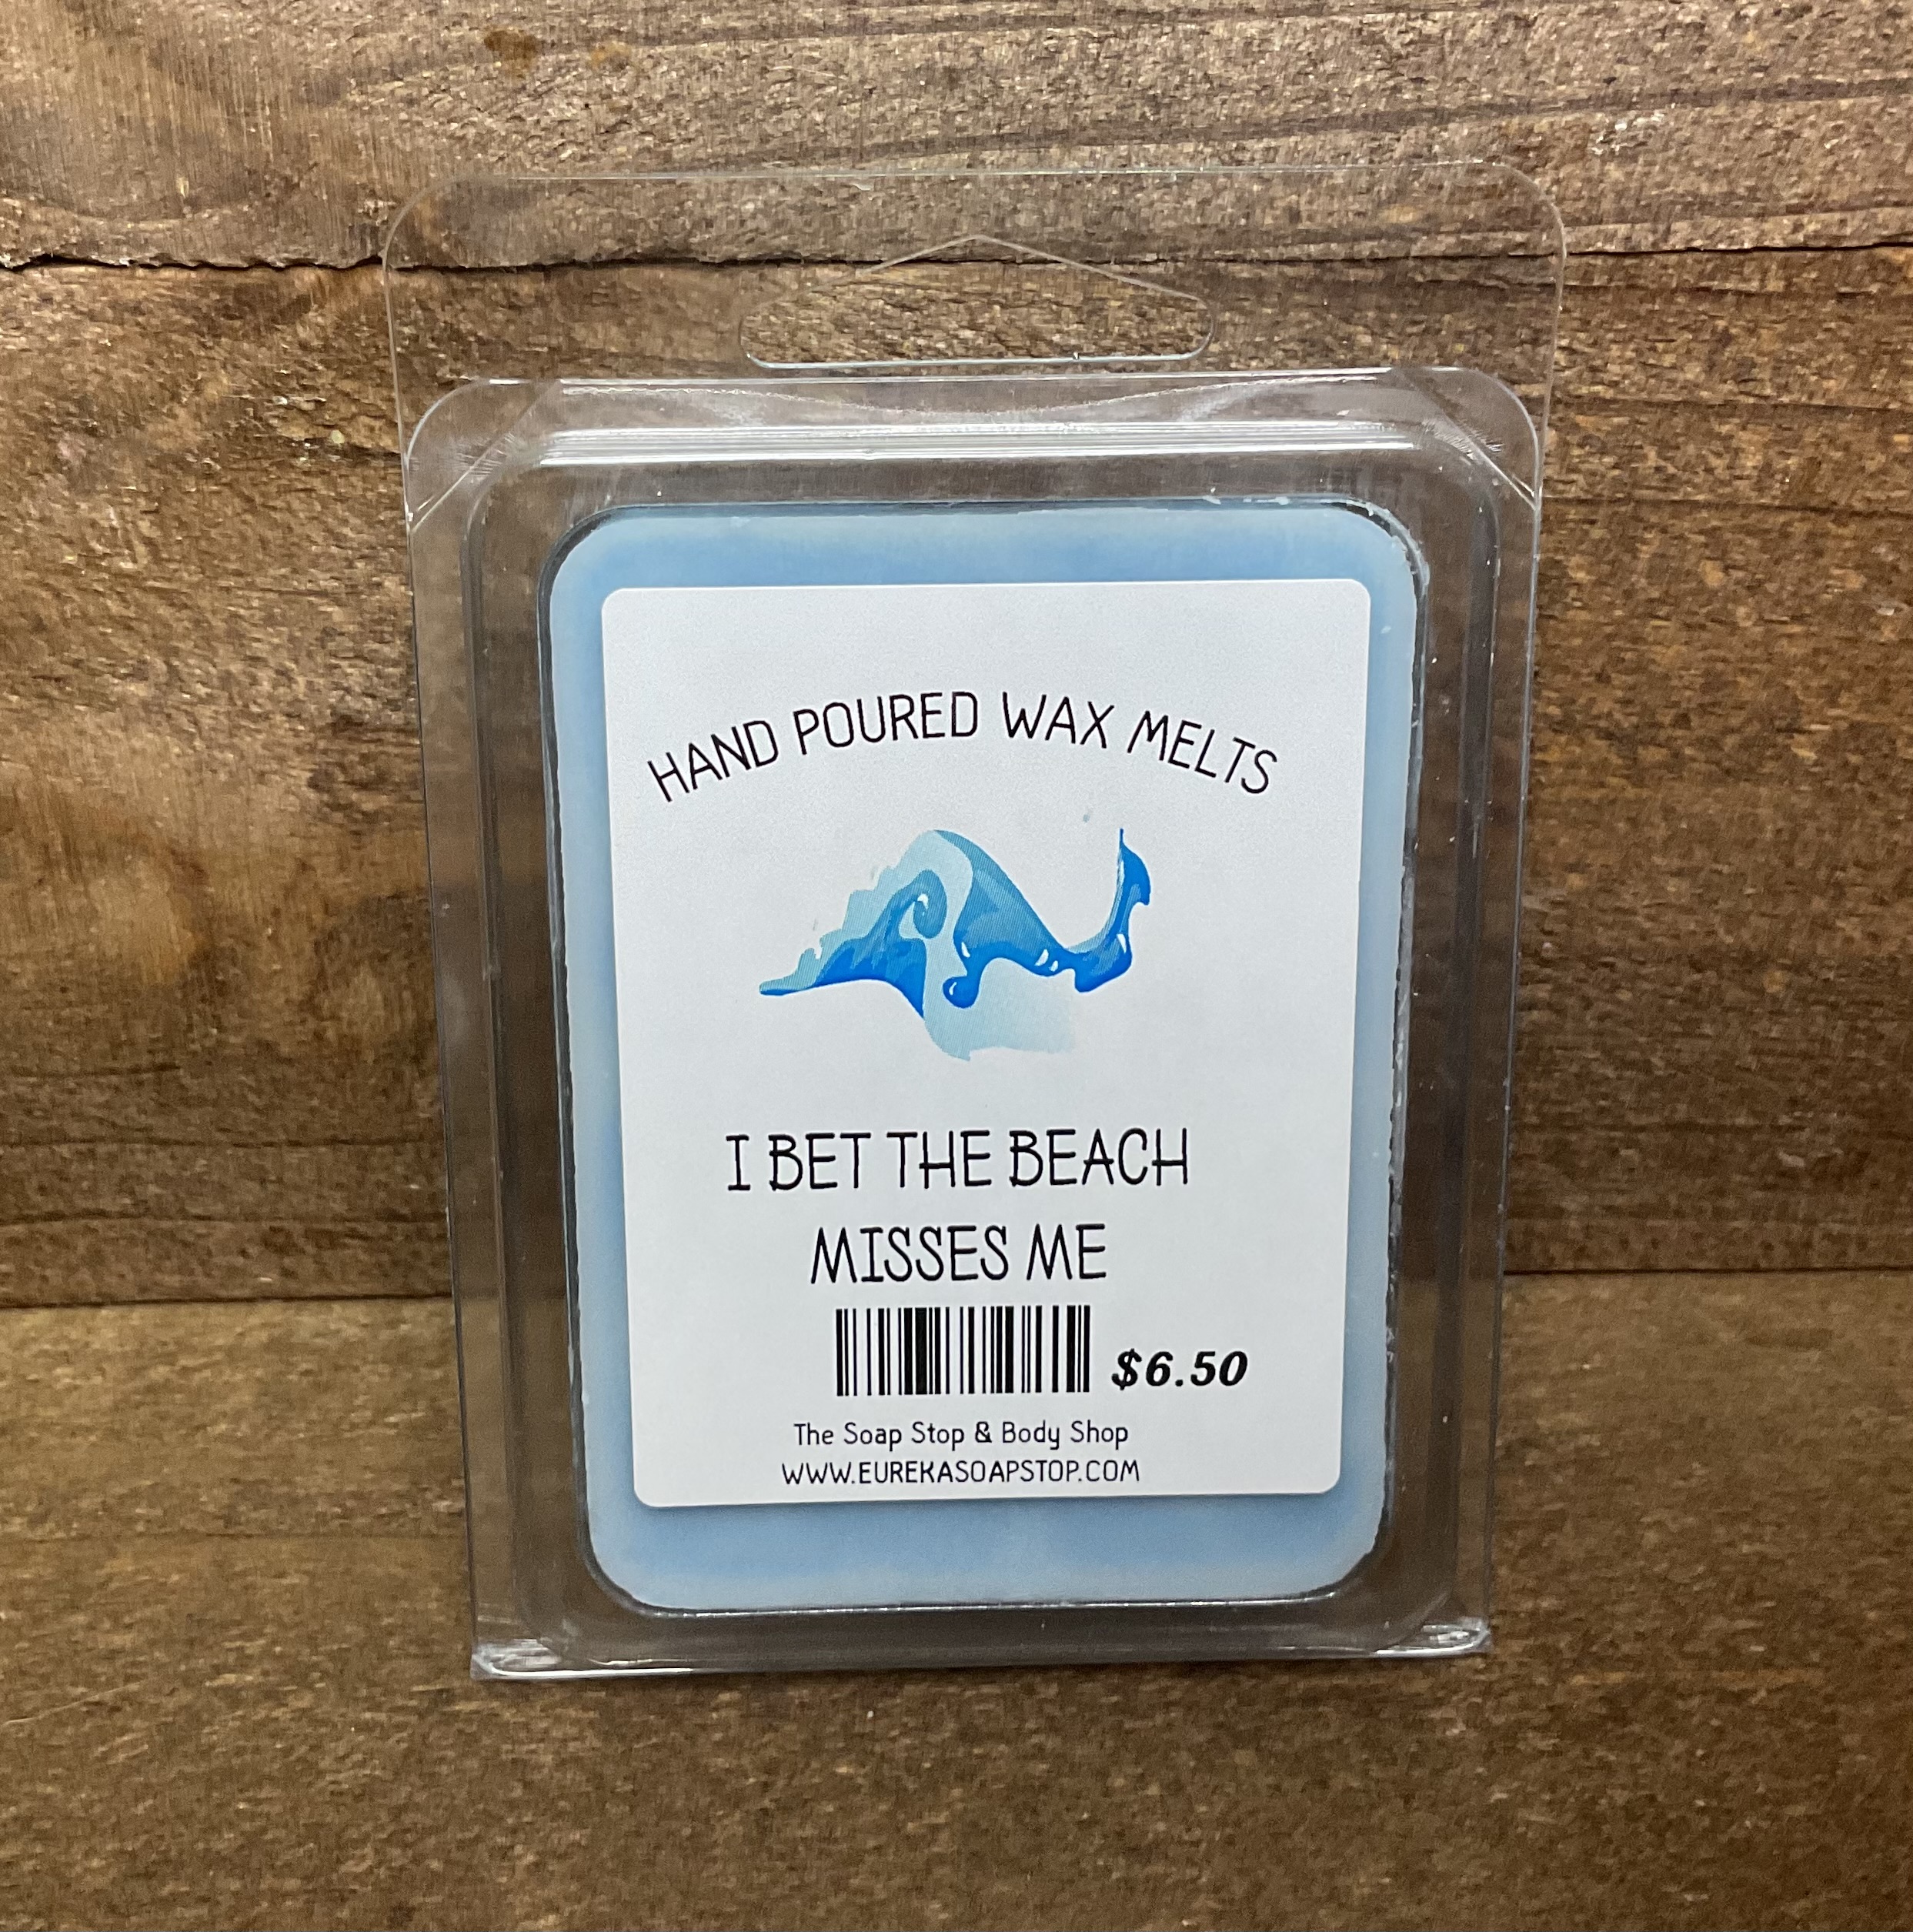 HAND POURED WAX MELTS
I BET THE BEACH
MISSES ME
$6.50
The Soap Stop & Body Shop
WWW.EUREKASOAPSTOP.COM